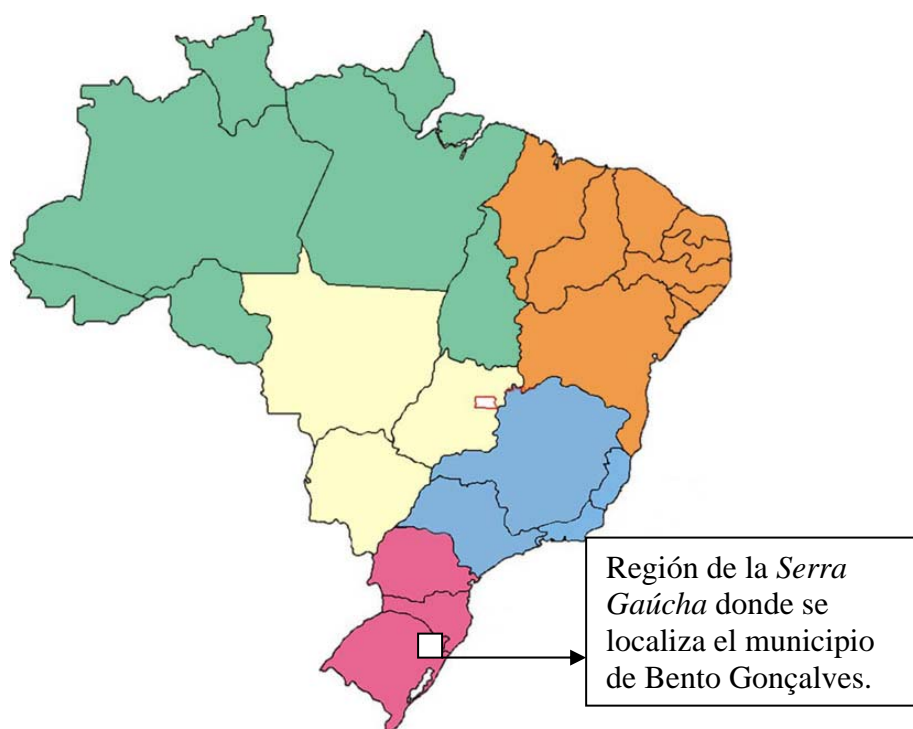 Región de la Serra
Gaúcha donde se
localiza el municipio
de Bento Gonçalves.